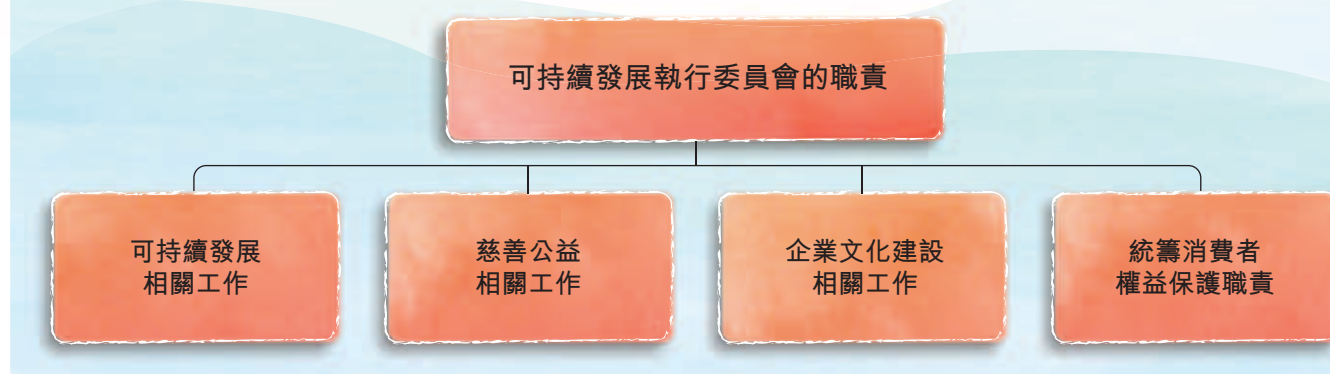 可持續發展執行委員會的職責
可持續發展
相關工作
慈善公益
相關工作
企業文化建設
相關工作
統籌消費者
權益保護職責